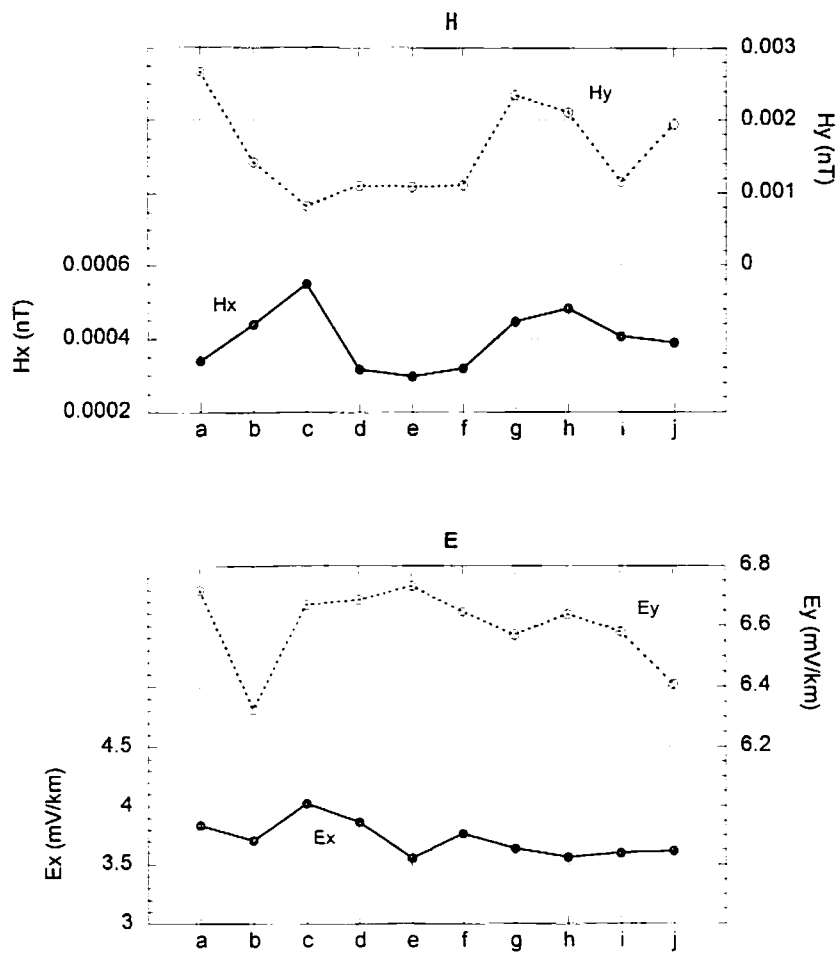 H
0.003
Hy
0.002
Hy (nT)
0.001
0.0006
0
Hx
Hx (nT)
0.0004
0.0002
a b c d e f g h i j
E
6.8
Ey
6.6
Ey (mV/km)
6.4
4.5
6.2
Ex (mV/km)
4
Ex
3.5
3
a b c d e f g h i j